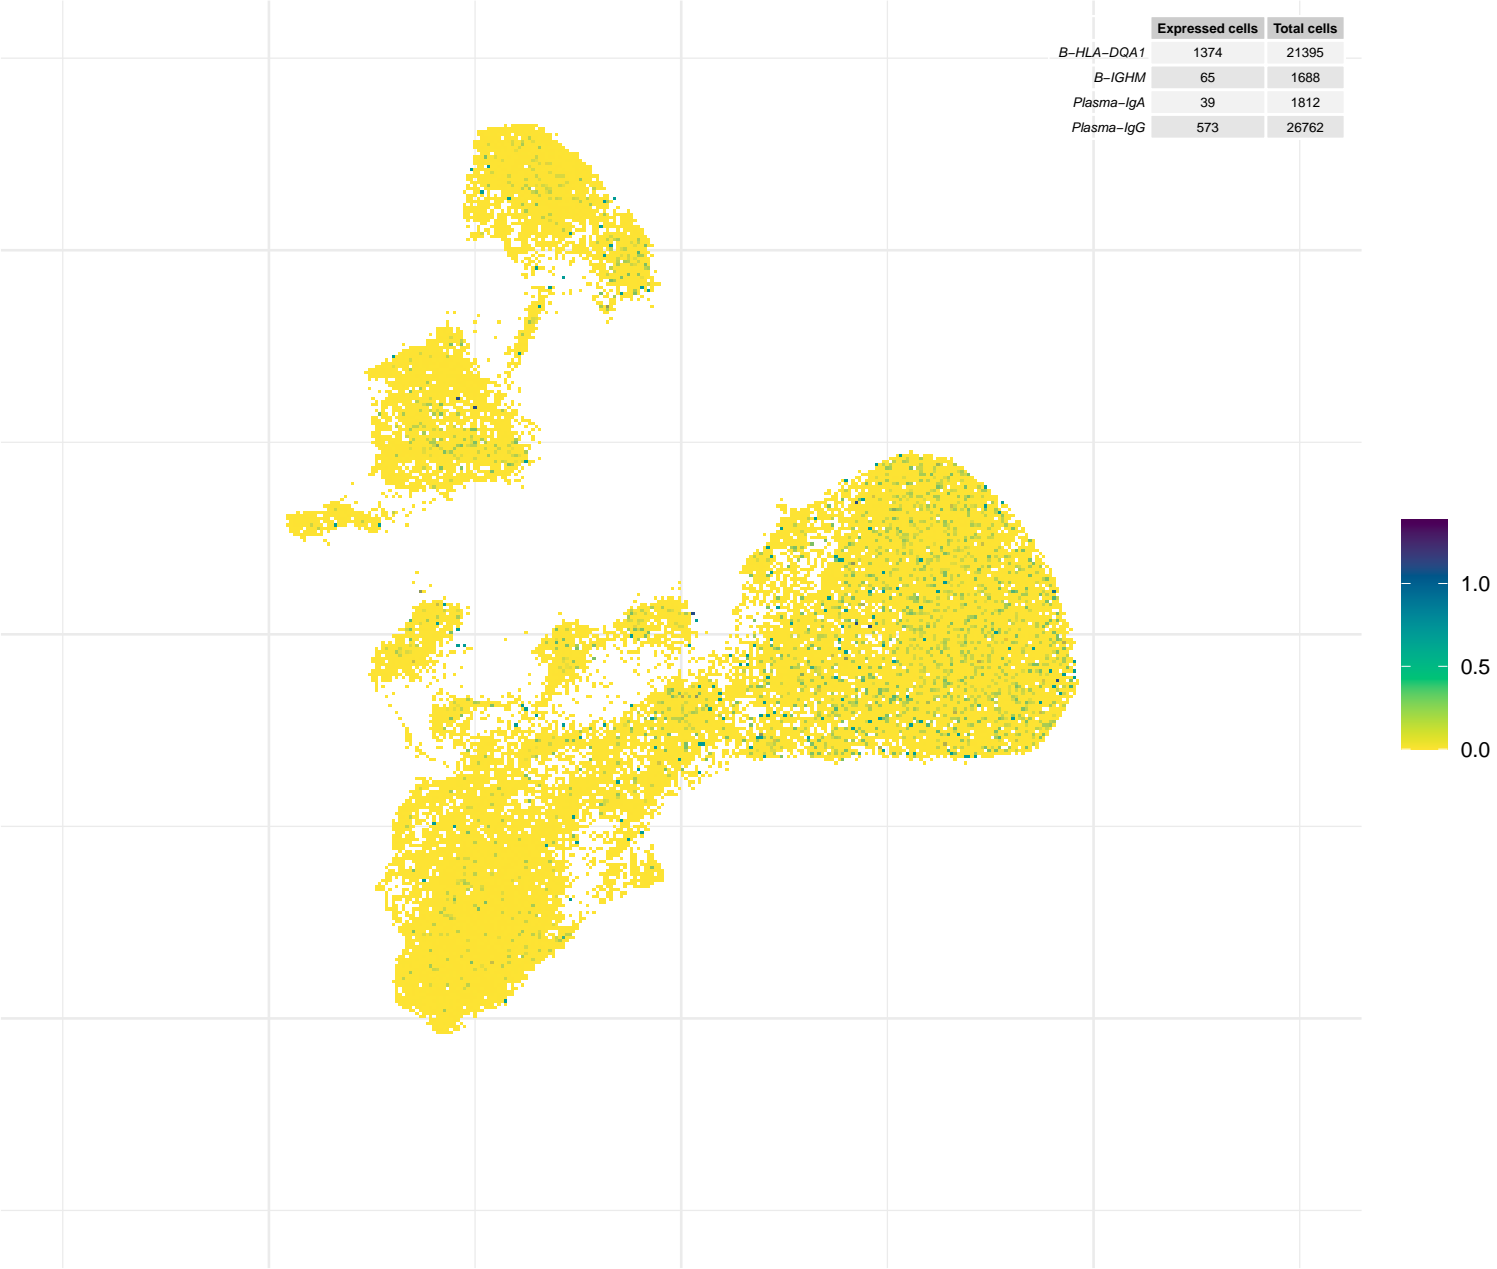 Expressed cells Total cells
B−HLA−DQA1 1374 21395
B−IGHM 65 1688
Plasma−IgA 39 1812
Plasma−IgG 573 26762
1.0
0.5
0.0